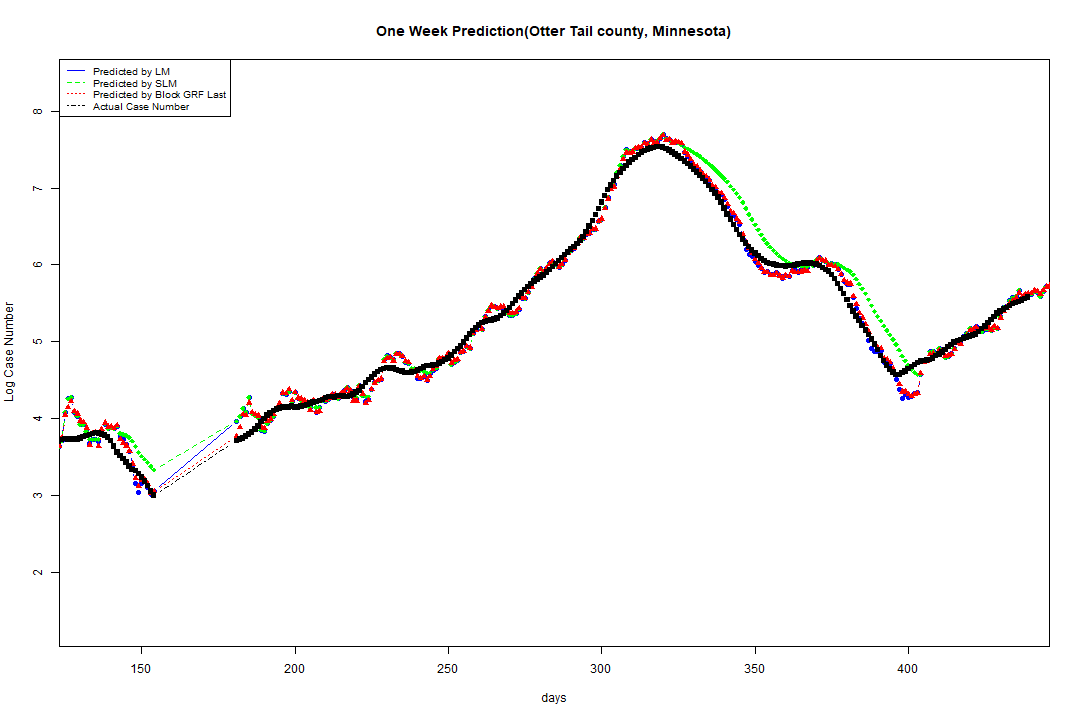 One Week Prediction(Otter Tail county, Minnesota)
Predicted by LM
Predicted by SLM
Predicted by Block GRF Last
Actual Case Number
8
7
6
5
4
3
2
Log Case Number
150 200 250 300 350 400
days